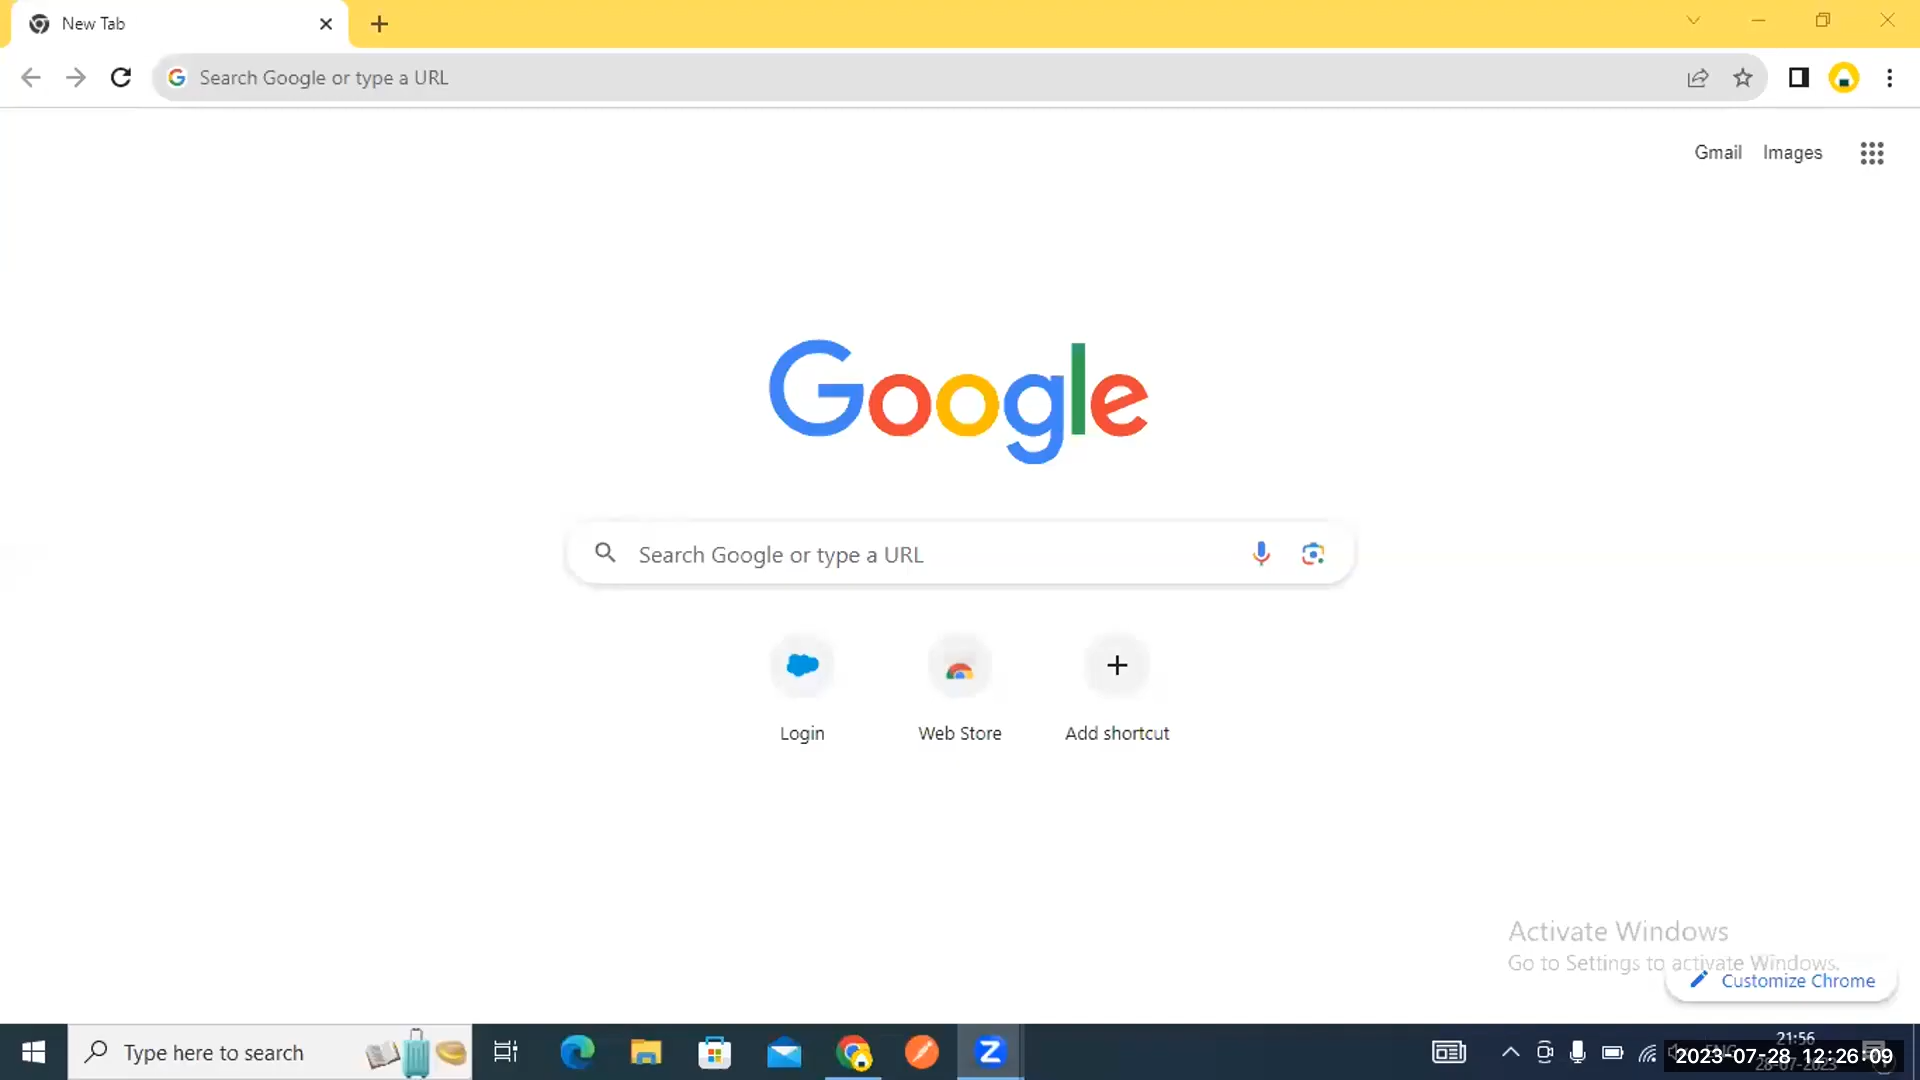 New Tab
Search Google or type a URL
Gmail Images
Google
Search Google or type a URL
Login Web Store Add shortcut
Activate Windows
Go to Settings to activate Windows.
Customize Chrome
Type here to search
21:56
ENG
28-07-2023
2023-07-28 12:26:09